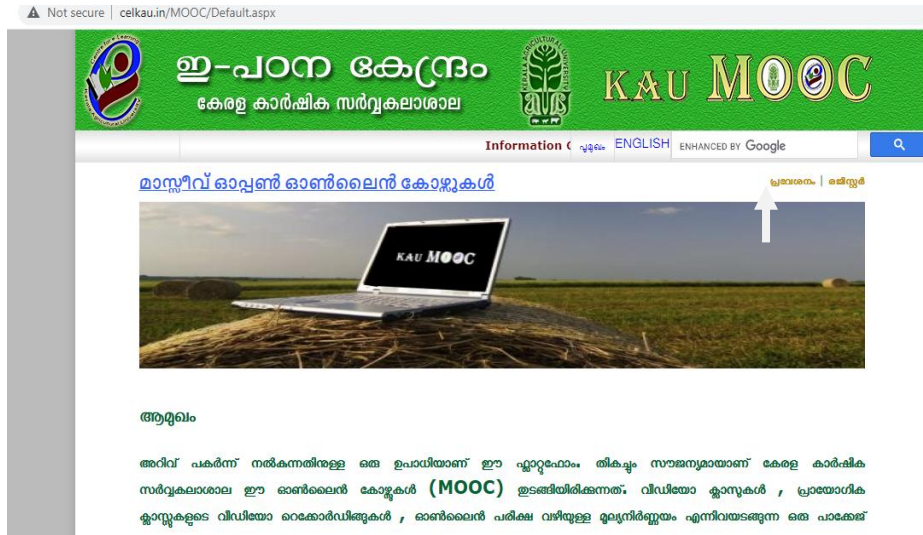 Not secure | celkau.in/MOOC/Default.aspx
ഇ-പഠന കേന്ദ്രം
കേരള കാർഷിക സർവ്വകലാശാല
KAU MOOC
Information
പൂമുഖം ENGLISH ENHANCED BY Google
മാസ്സീവ് ഓപ്പൺ ഓൺലൈൻ കോഴ്സുകൾ
പ്രവേശനം | രജിസ്റ്റർ
KAU MOOC
ആമുഖം
അറിവ് പകർന്ന് നൽകുന്നതിനുള്ള ഒരു ഉപാധിയാണ് ഈ പ്ലാറ്റ്ഫോം. തികച്ചും സൗജന്യമായാണ് കേരള കാർഷിക
സർവ്വകലാശാല ഈ ഓൺലൈൻ കോഴ്സുകൾ (MOOC) തുടങ്ങിയിരിക്കുന്നത്. വീഡിയോ ക്ലാസുകൾ , പ്രായോഗിക
ക്ലാസ്സുകളുടെ വീഡിയോ റെക്കോർഡിങ്ങുകൾ , ഓൺലൈൻ പരീക്ഷ വഴിയുള്ള മൂല്യനിർണ്ണയം എന്നിവയടങ്ങുന്ന ഒരു പാക്കേജ്